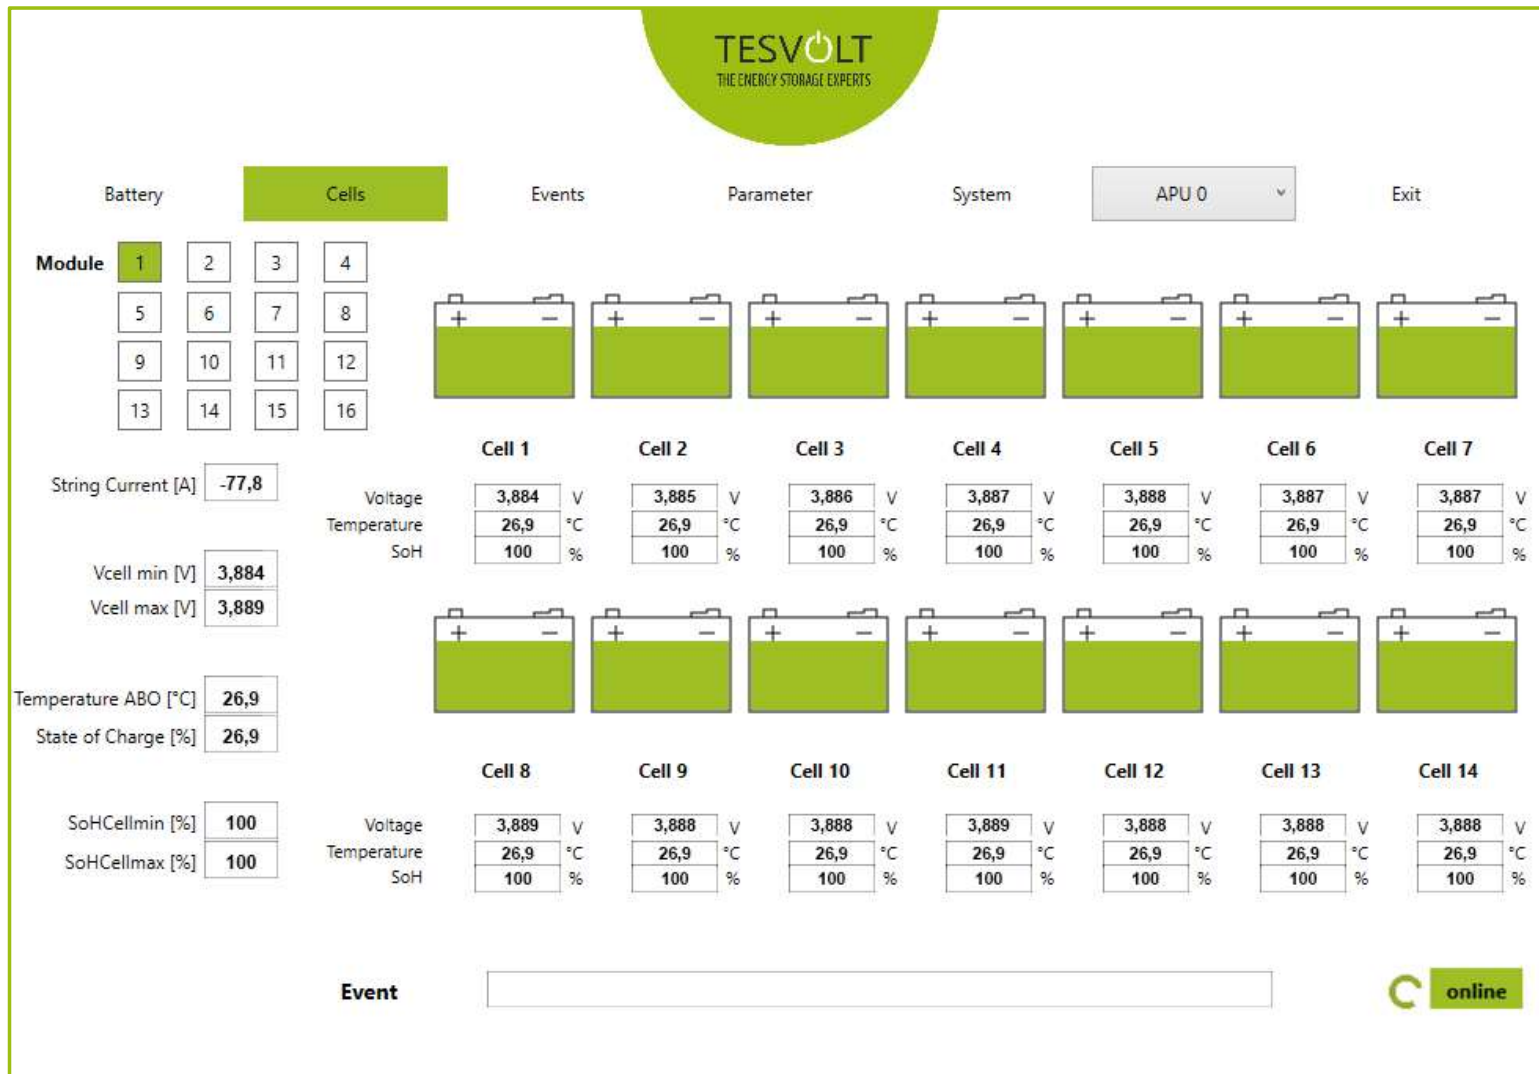 TESVOLT
THE ENERGY STORAGE EXPERTS
Battery Cells Events Parameter System APU 0 Exit
Module 1 2 3 4
5 6 7 8
9 10 11 12
13 14 15 16
+ − + − + − + − + − + − + −
Cell 1 Cell 2 Cell 3 Cell 4 Cell 5 Cell 6 Cell 7
String Current [A] -77,8
Voltage 3,884 V 3,885 V 3,886 V 3,887 V 3,888 V 3,887 V 3,887 V
Temperature 26,9 °C 26,9 °C 26,9 °C 26,9 °C 26,9 °C 26,9 °C 26,9 °C
SoH 100 % 100 % 100 % 100 % 100 % 100 % 100 %
Vcell min [V] 3,884
Vcell max [V] 3,889
+ − + − + − + − + − + − + −
Temperature ABO [°C] 26,9
State of Charge [%] 26,9
Cell 8 Cell 9 Cell 10 Cell 11 Cell 12 Cell 13 Cell 14
SoHCellmin [%] 100
SoHCellmax [%] 100
Voltage 3,889 V 3,888 V 3,888 V 3,889 V 3,888 V 3,888 V 3,888 V
Temperature 26,9 °C 26,9 °C 26,9 °C 26,9 °C 26,9 °C 26,9 °C 26,9 °C
SoH 100 % 100 % 100 % 100 % 100 % 100 % 100 %
Event
online